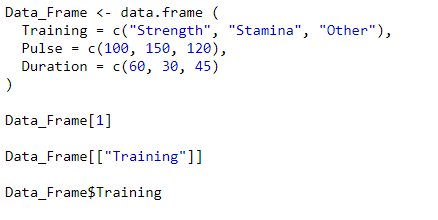 Data_Frame <- data.frame (
  Training = c("Strength", "Stamina", "Other"),
  Pulse = c(100, 150, 120),
  Duration = c(60, 30, 45)
)
Data_Frame[1]
Data_Frame[["Training"]]
Data_Frame$Training